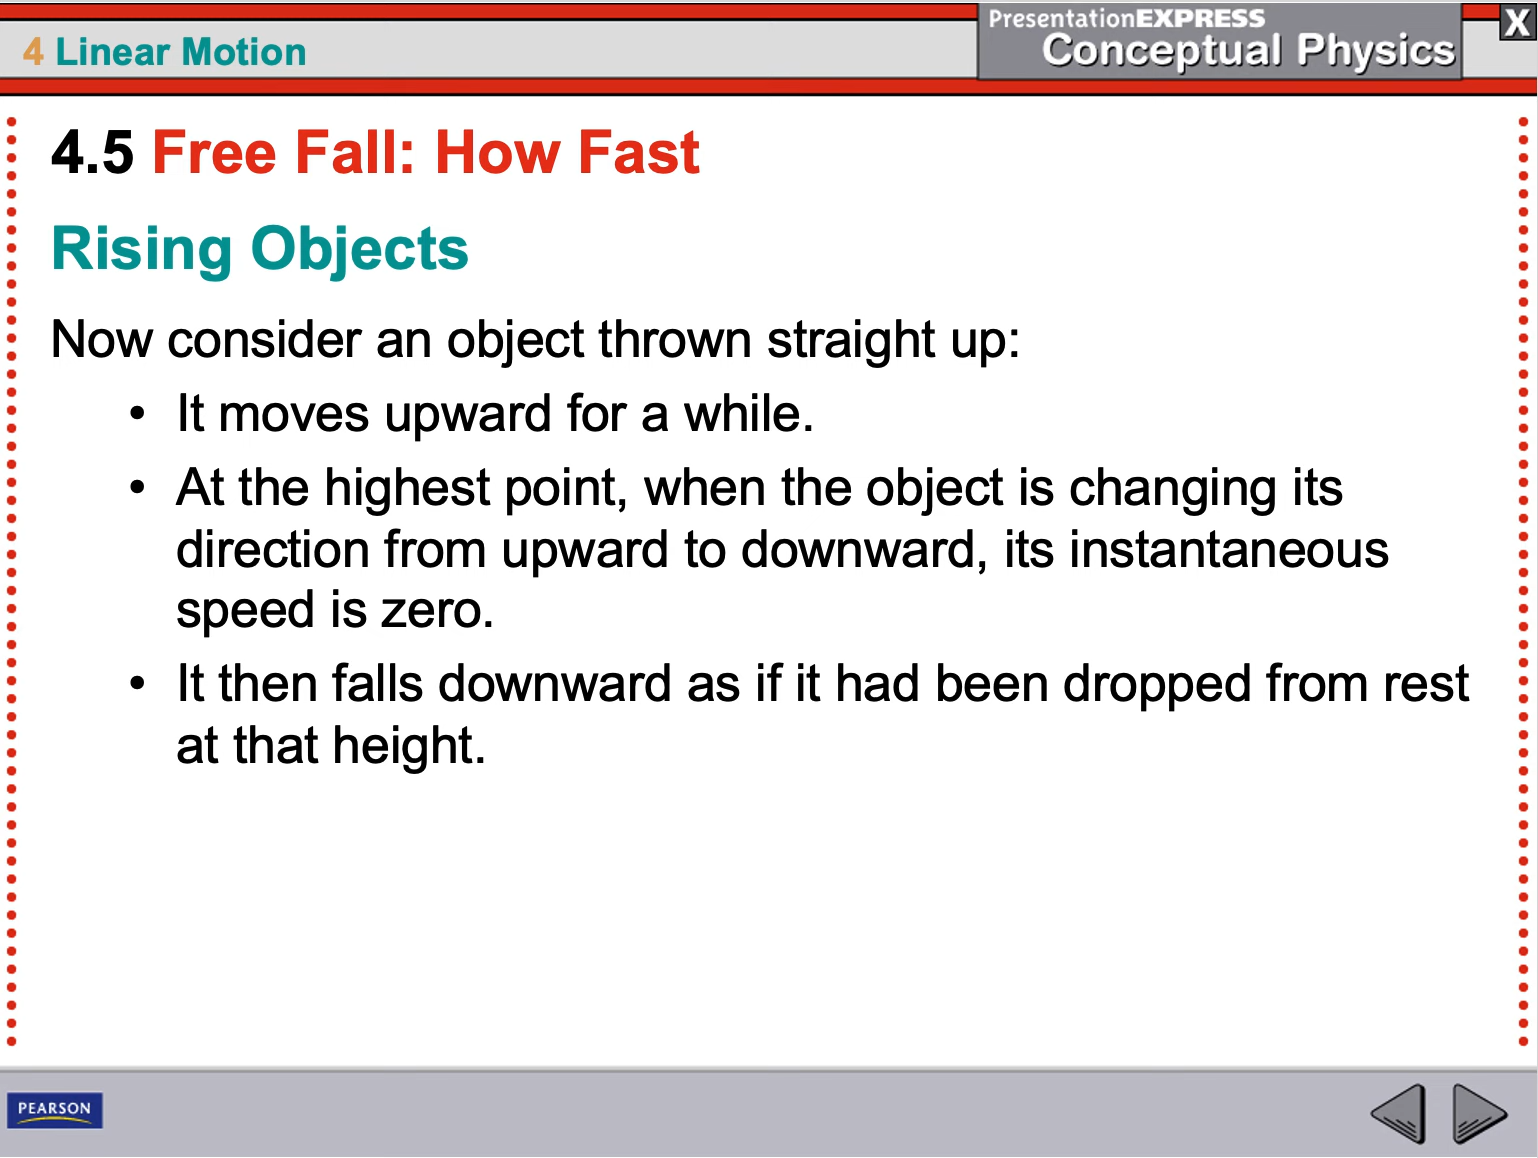 4 Linear Motion
PresentationEXPRESS
Conceptual Physics
X
4.5 Free Fall: How Fast
Rising Objects
Now consider an object thrown straight up:
• It moves upward for a while.
• At the highest point, when the object is changing its
direction from upward to downward, its instantaneous
speed is zero.
• It then falls downward as if it had been dropped from rest
at that height.
PEARSON